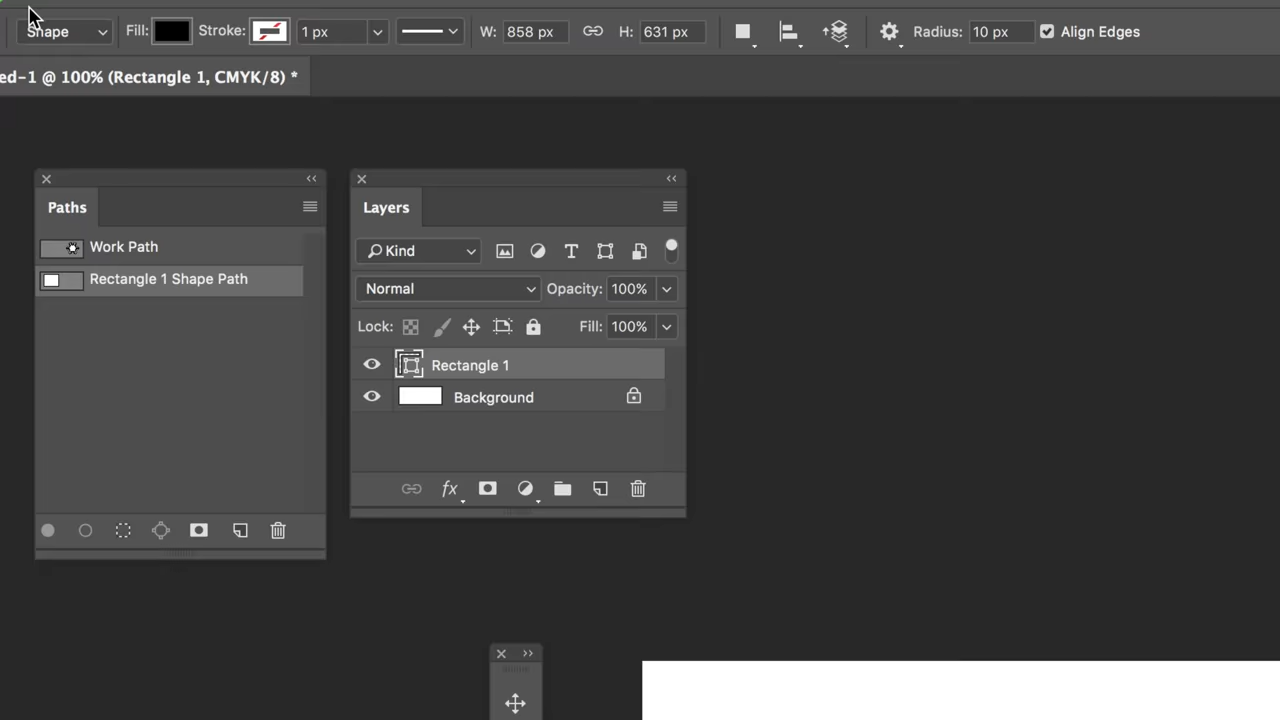 Shape Fill: Stroke: 1 px W: 858 px H: 631 px Radius: 10 px Align Edges
ed-1 @ 100% (Rectangle 1, CMYK/8) *
Paths
Work Path
Rectangle 1 Shape Path
Layers
Kind
Normal Opacity: 100%
Lock: Fill: 100%
Rectangle 1
Background
fx